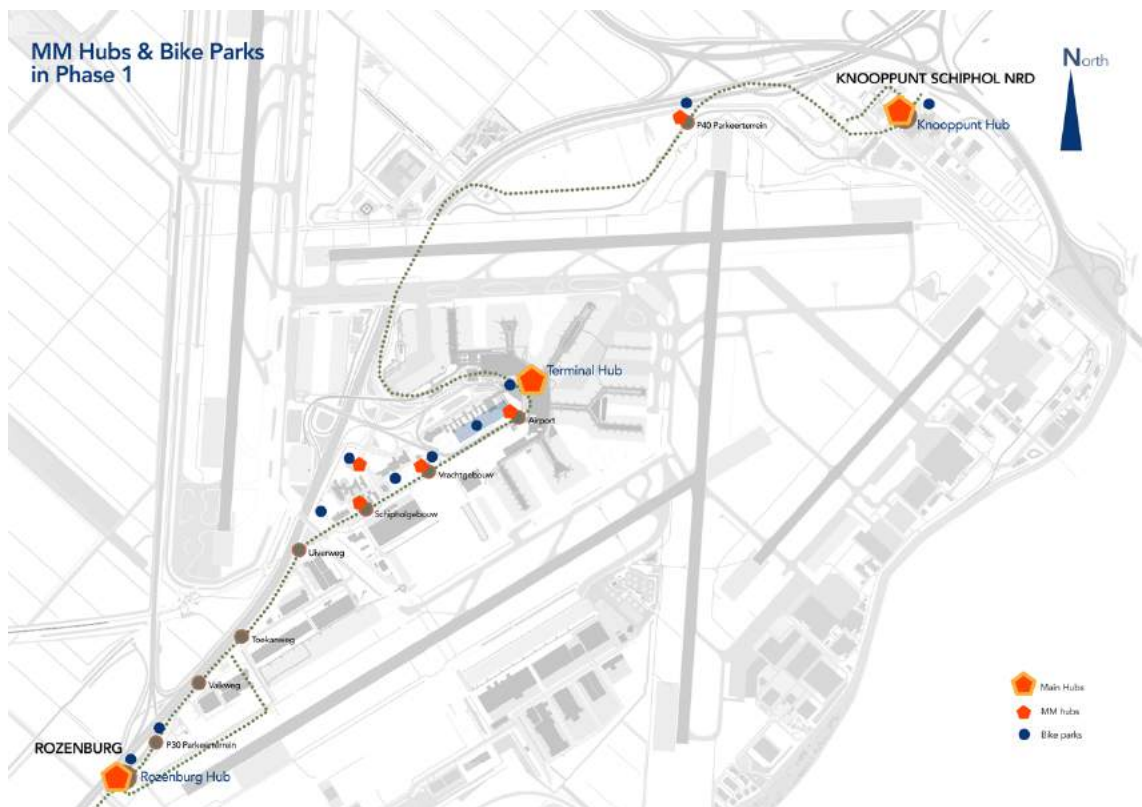 MM Hubs & Bike Parks
in Phase 1
North
KNOOPPUNT SCHIPHOL NRD
Knooppunt Hub
P40 Parkeerterrein
Terminal Hub
Airport
Vrachtgebouw
Schipholgebouw
Uiverweg
Toekanweg
Valkweg
P30 Parkeerterrein
ROZENBURG
Rozenburg Hub
Main Hubs
MM hubs
Bike parks